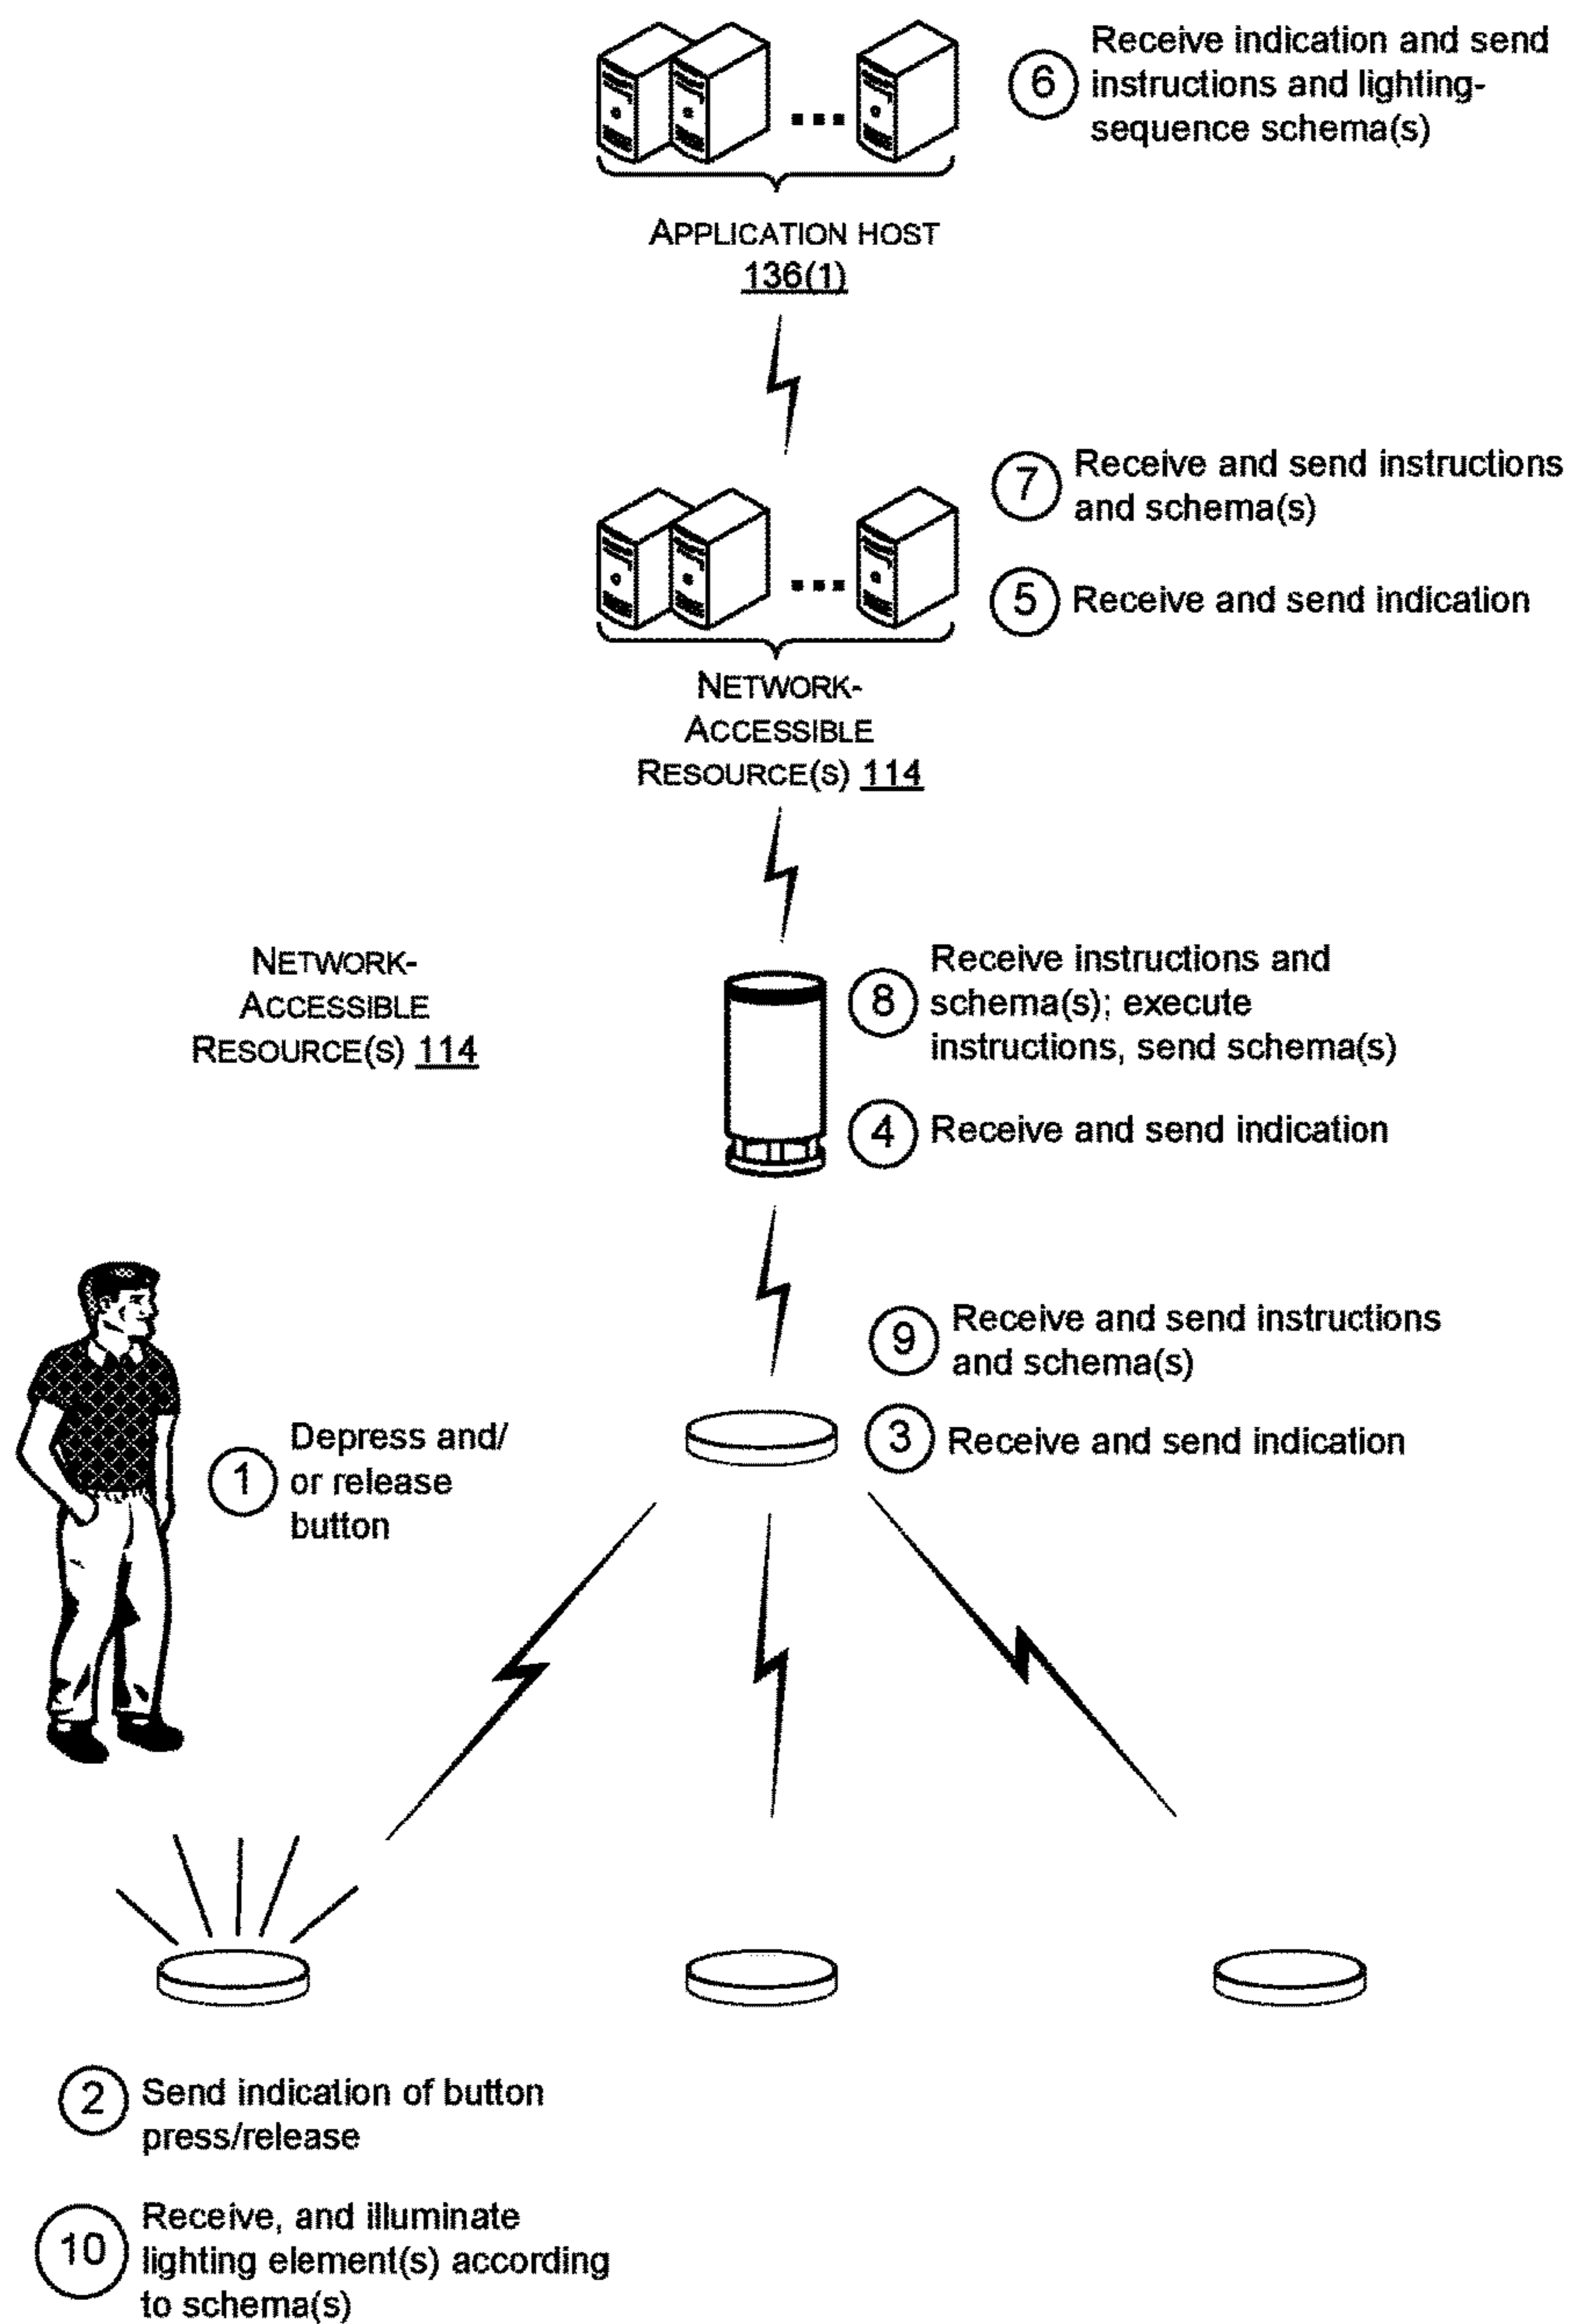 6
Receive indication and send
instructions and lighting-
sequence schema(s)
APPLICATION HOST
136(1)
7
Receive and send instructions
and schema(s)
5
Receive and send indication
NETWORK-
ACCESSIBLE
RESOURCE(S) 114
NETWORK-
ACCESSIBLE
RESOURCE(S) 114
8
Receive instructions and
schema(s); execute
instructions, send schema(s)
4
Receive and send indication
9
Receive and send instructions
and schema(s)
3
Receive and send indication
1
Depress and/
or release
button
2
Send indication of button
press/release
10
Receive, and illuminate
lighting element(s) according
to schema(s)